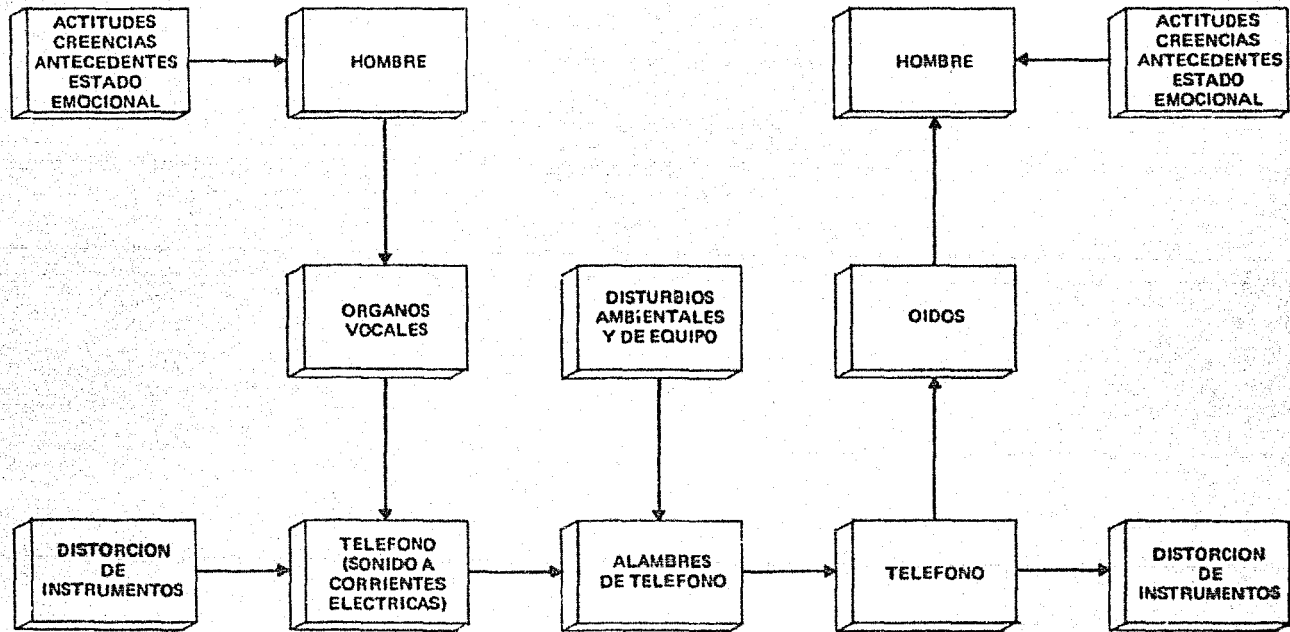 ACTITUDES
CREENCIAS
ANTECEDENTES
ESTADO
EMOCIONAL
HOMBRE
HOMBRE
ACTITUDES
CREENCIAS
ANTECEDENTES
ESTADO
EMOCIONAL
ORGANOS
VOCALES
DISTURBIOS
AMBIENTALES
Y DE EQUIPO
OIDOS
DISTORCION
DE
INSTRUMENTOS
TELEFONO
(SONIDO A
CORRIENTES
ELECTRICAS)
ALAMBRES
DE TELEFONO
TELEFONO
DISTORCION
DE
INSTRUMENTOS